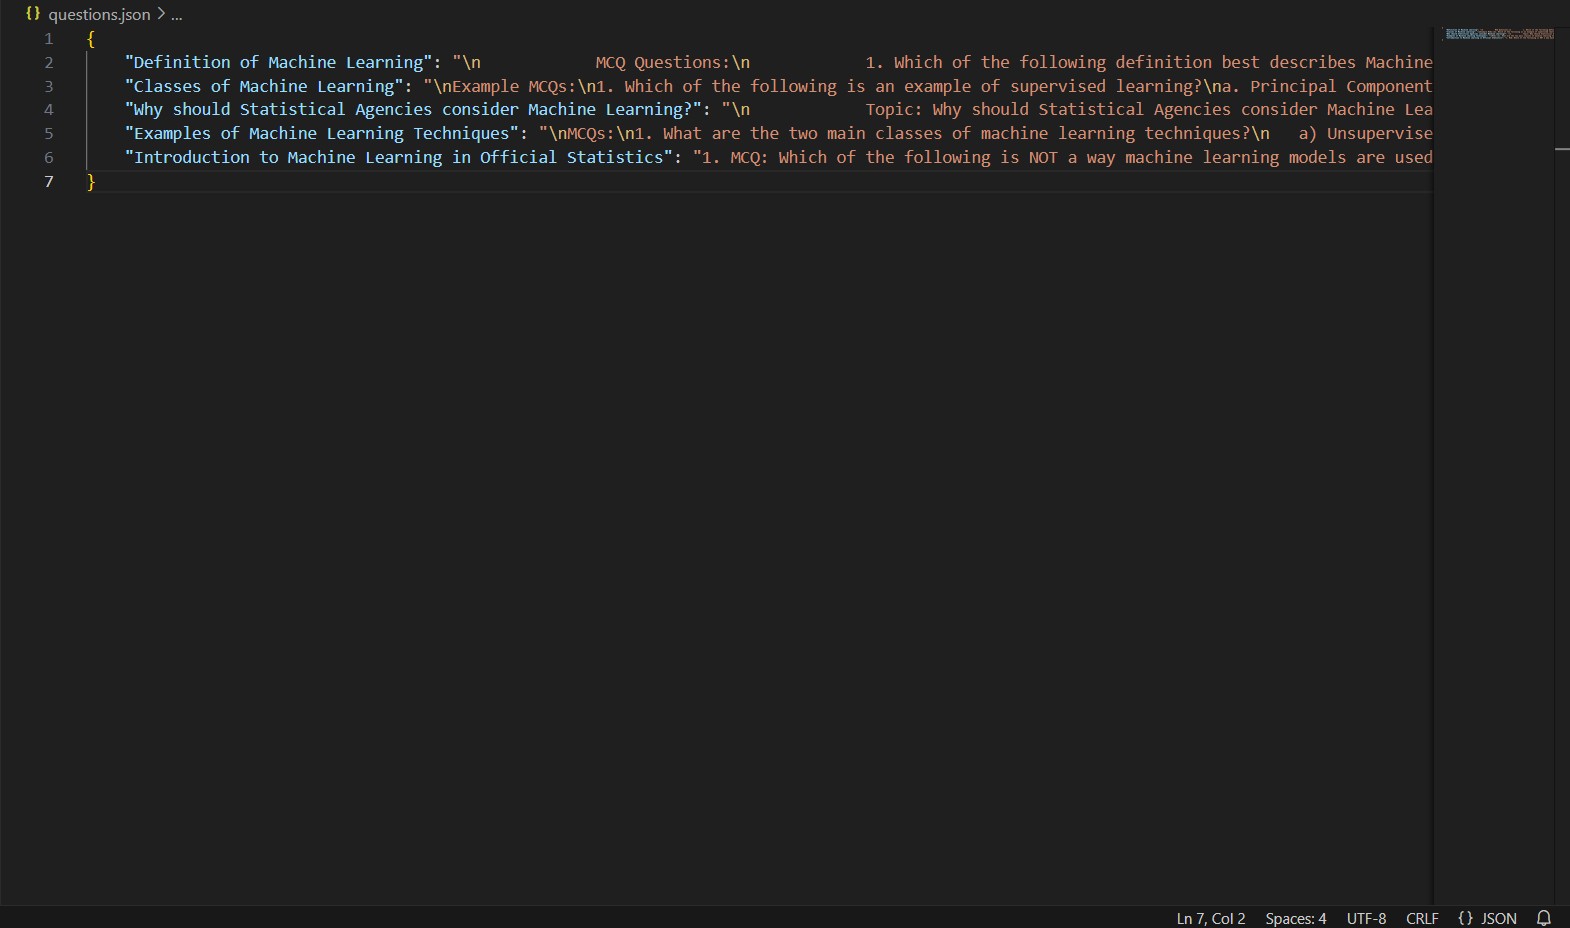 {} questions.json > ...
1 {
2 "Definition of Machine Learning": "\n            MCQ Questions:\n            1. Which of the following definition best describes Machine
3 "Classes of Machine Learning": "\nExample MCQs:\n1. Which of the following is an example of supervised learning?\na. Principal Component
4 "Why should Statistical Agencies consider Machine Learning?": "\n            Topic: Why should Statistical Agencies consider Machine Lea
5 "Examples of Machine Learning Techniques": "\nMCQs:\n1. What are the two main classes of machine learning techniques?\n   a) Unsupervise
6 "Introduction to Machine Learning in Official Statistics": "1. MCQ: Which of the following is NOT a way machine learning models are used
7 }
Ln 7, Col 2 Spaces: 4 UTF-8 CRLF {} JSON